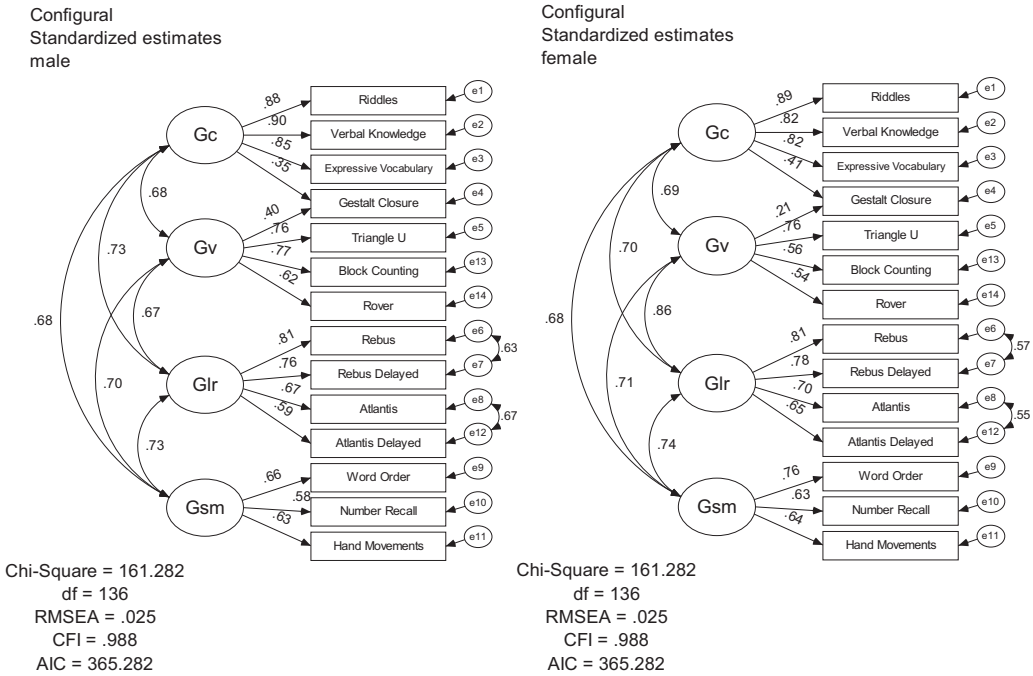 Configural
Standardized estimates
male
.88
Riddles
e1
.90
Verbal Knowledge
e2
Gc
.85
Expressive Vocabulary
e3
.35
Gestalt Closure
e4
.68
.40
.76
Triangle U
e5
Gv
.77
Block Counting
e13
.73
.62
Rover
e14
.67
.68
.81
Rebus
e6
.63
.76
Rebus Delayed
e7
.70
Glr
.67
Atlantis
e8
.67
.59
Atlantis Delayed
e12
.73
.66
Word Order
e9
.58
Number Recall
e10
Gsm
.63
Hand Movements
e11
Chi-Square = 161.282
df = 136
RMSEA = .025
CFI = .988
AIC = 365.282
Configural
Standardized estimates
female
.89
Riddles
e1
.82
Verbal Knowledge
e2
Gc
.82
Expressive Vocabulary
e3
.41
Gestalt Closure
e4
.69
.21
.76
Triangle U
e5
Gv
.56
Block Counting
e13
.70
.54
Rover
e14
.86
.68
.81
Rebus
e6
.57
.78
Rebus Delayed
e7
.71
Glr
.70
Atlantis
e8
.55
.65
Atlantis Delayed
e12
.74
.76
Word Order
e9
.63
Number Recall
e10
Gsm
.64
Hand Movements
e11
Chi-Square = 161.282
df = 136
RMSEA = .025
CFI = .988
AIC = 365.282